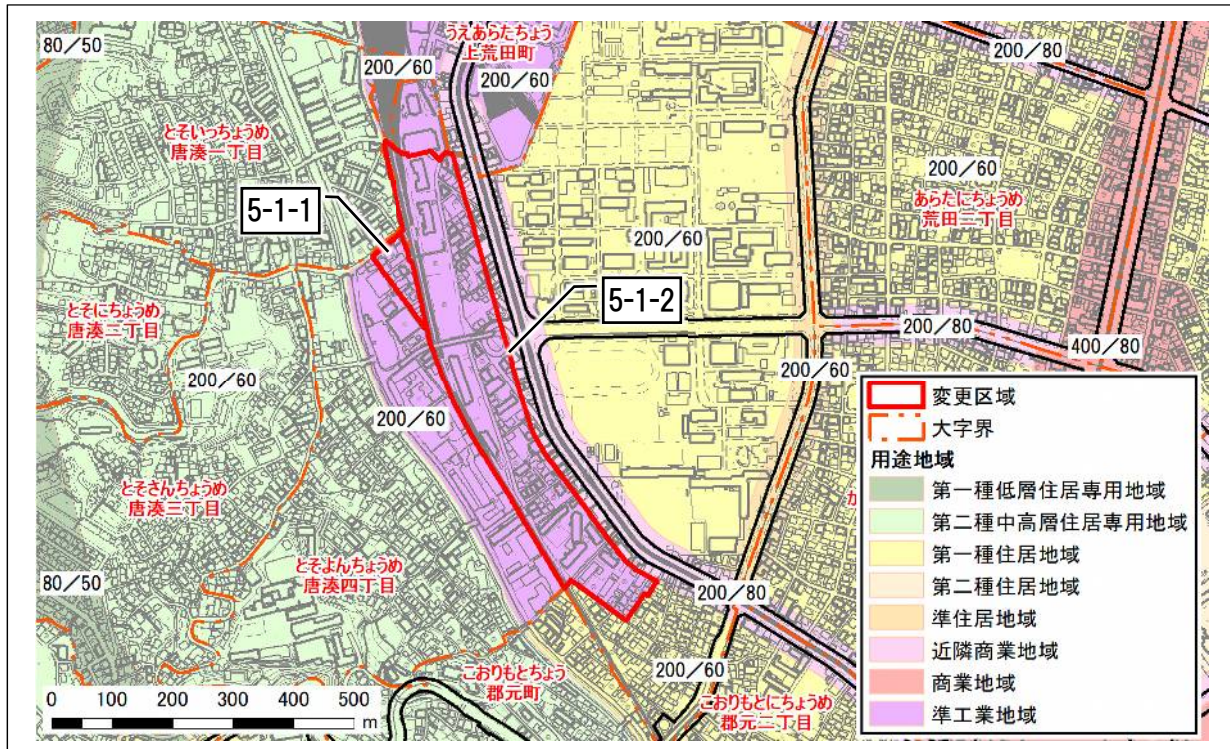 80/50
200/60
うえあらたちょう
上荒田町
200/60
200/80
とそいっちょうめ
唐湊一丁目
5-1-1
200/60
あらたにちょうめ
荒田二丁目
200/60
5-1-2
とそにちょうめ
唐湊二丁目
200/80
400/80
200/60
200/60
200/60
とそさんちょうめ
唐湊三丁目
とそよんちょうめ
唐湊四丁目
80/50
200/80
200/60
こおりもとちょう
郡元町
こおりもとにちょうめ
郡元二丁目
か
変更区域
大字界
用途地域
第一種低層住居専用地域
第二種中高層住居専用地域
第一種住居地域
第二種住居地域
準住居地域
近隣商業地域
商業地域
準工業地域
0 100 200 300 400 500
m